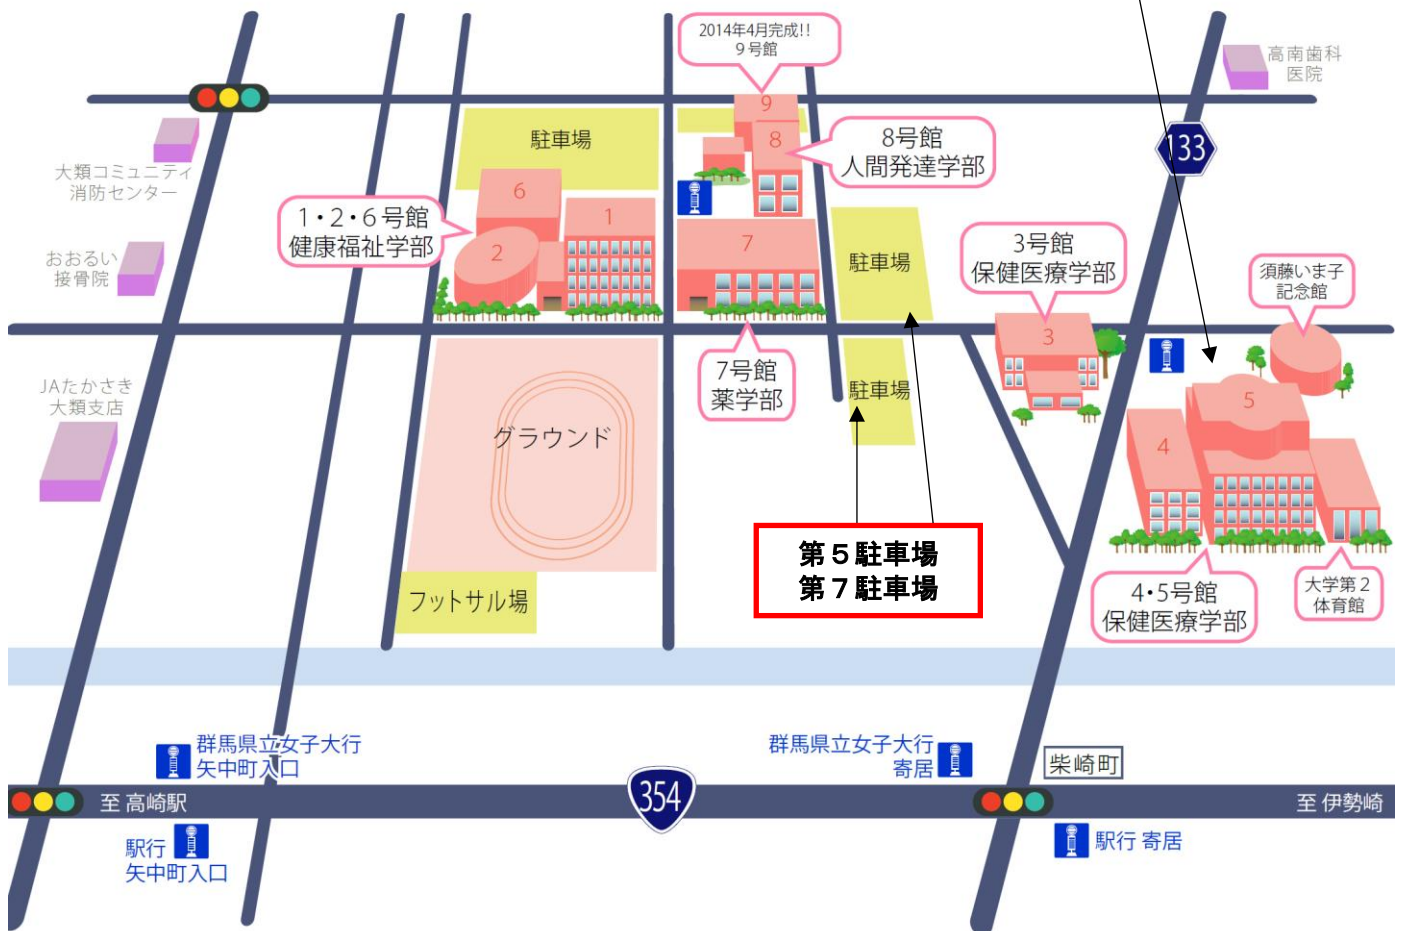 2014年4月完成!!
9号館
高南歯科
医院
9
8
133
駐車場
8号館
人間発達学部
大類コミュニティ
消防センター
6
1
1・2・6号館
健康福祉学部
2
7
駐車場
3号館
保健医療学部
須藤いま子
記念館
おおるい
接骨院
3
JAたかさき
大類支店
7号館
薬学部
駐車場
5
4
グラウンド
第5駐車場
第7駐車場
フットサル場
4・5号館
保健医療学部
大学第2
体育館
群馬県立女子大行
矢中町入口
群馬県立女子大行
寄居
柴崎町
至 高崎駅
354
至 伊勢崎
駅行
矢中町入口
駅行 寄居